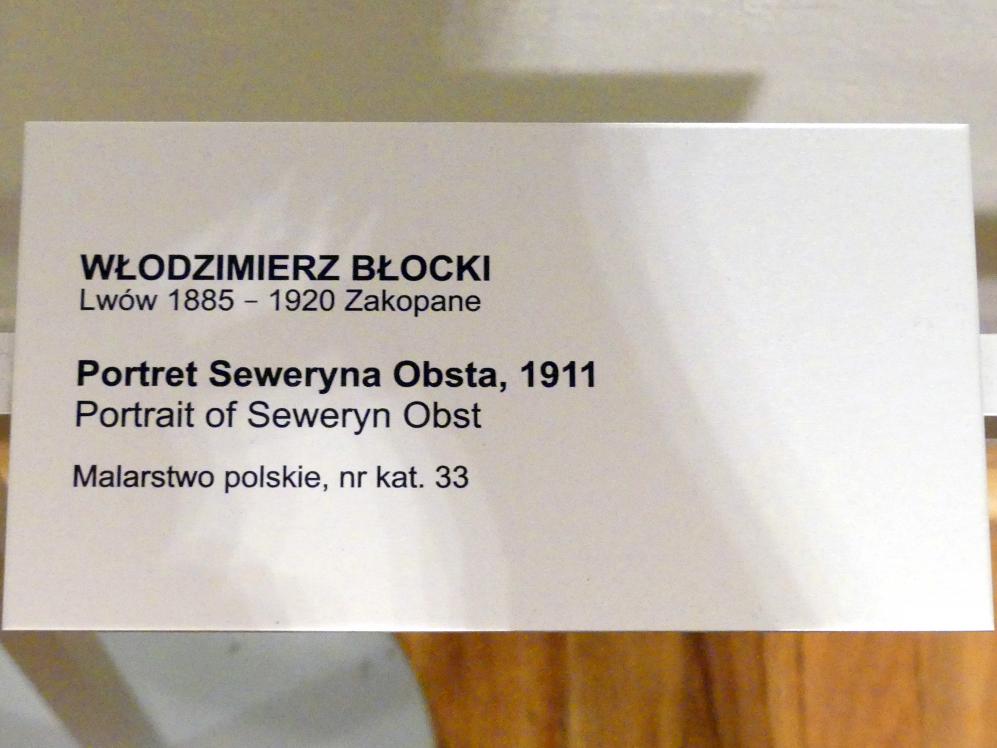 WŁODZIMIERZ BŁOCKI
Lwów 1885 – 1920 Zakopane
Portret Seweryna Obsta, 1911
Portrait of Seweryn Obst
Malarstwo polskie, nr kat. 33